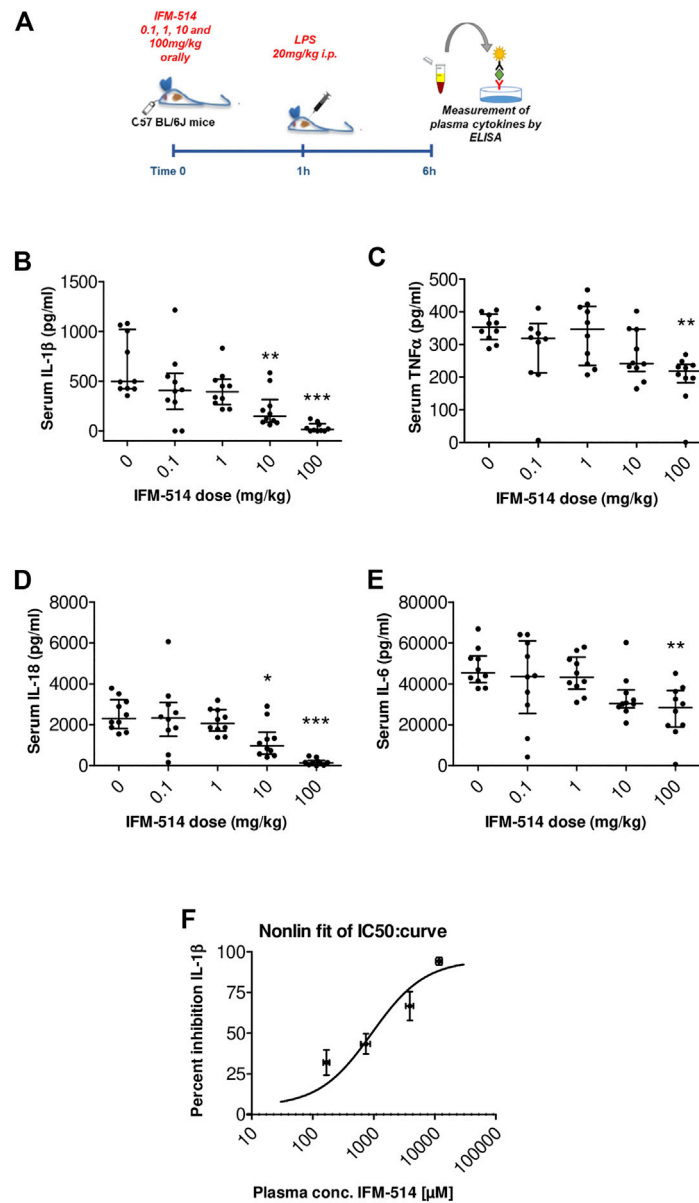 A
IFM-514
0.1, 1, 10 and
100mg/kg
orally
LPS
20mg/kg i.p.
C57 BL/6J mice
Measurement of
plasma cytokines by
ELISA
Time 0
1h
6h
B
Serum IL-1β (pg/ml)
1500
1000
500
0
**
***
0
0.1
1
10
100
IFM-514 dose (mg/kg)
C
Serum TNFα (pg/ml)
500
400
300
200
100
0
**
0
0.1
1
10
100
IFM-514 dose (mg/kg)
D
Serum IL-18 (pg/ml)
8000
6000
4000
2000
0
*
***
0
0.1
1
10
100
IFM-514 dose (mg/kg)
E
Serum IL-6 (pg/ml)
80000
60000
40000
20000
0
**
0
0.1
1
10
100
IFM-514 dose (mg/kg)
F
Nonlin fit of IC50:curve
Percent inhibition IL-1β
100
75
50
25
0
10
100
1000
10000
100000
Plasma conc. IFM-514 [µM]